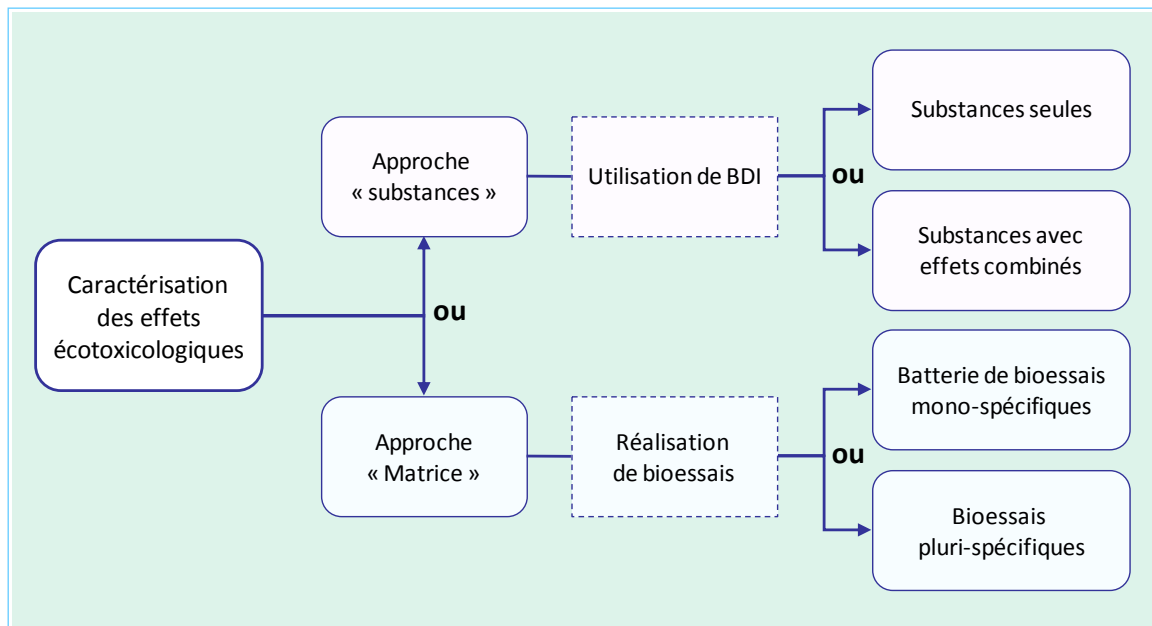 Caractérisation
des effets
écotoxicologiques
ou
Approche
« substances »
Utilisation de BDI
ou
Substances seules
Substances avec
effets combinés
Approche
« Matrice »
Réalisation
de bioessais
ou
Batterie de bioessais
mono-spécifiques
Bioessais
pluri-spécifiques